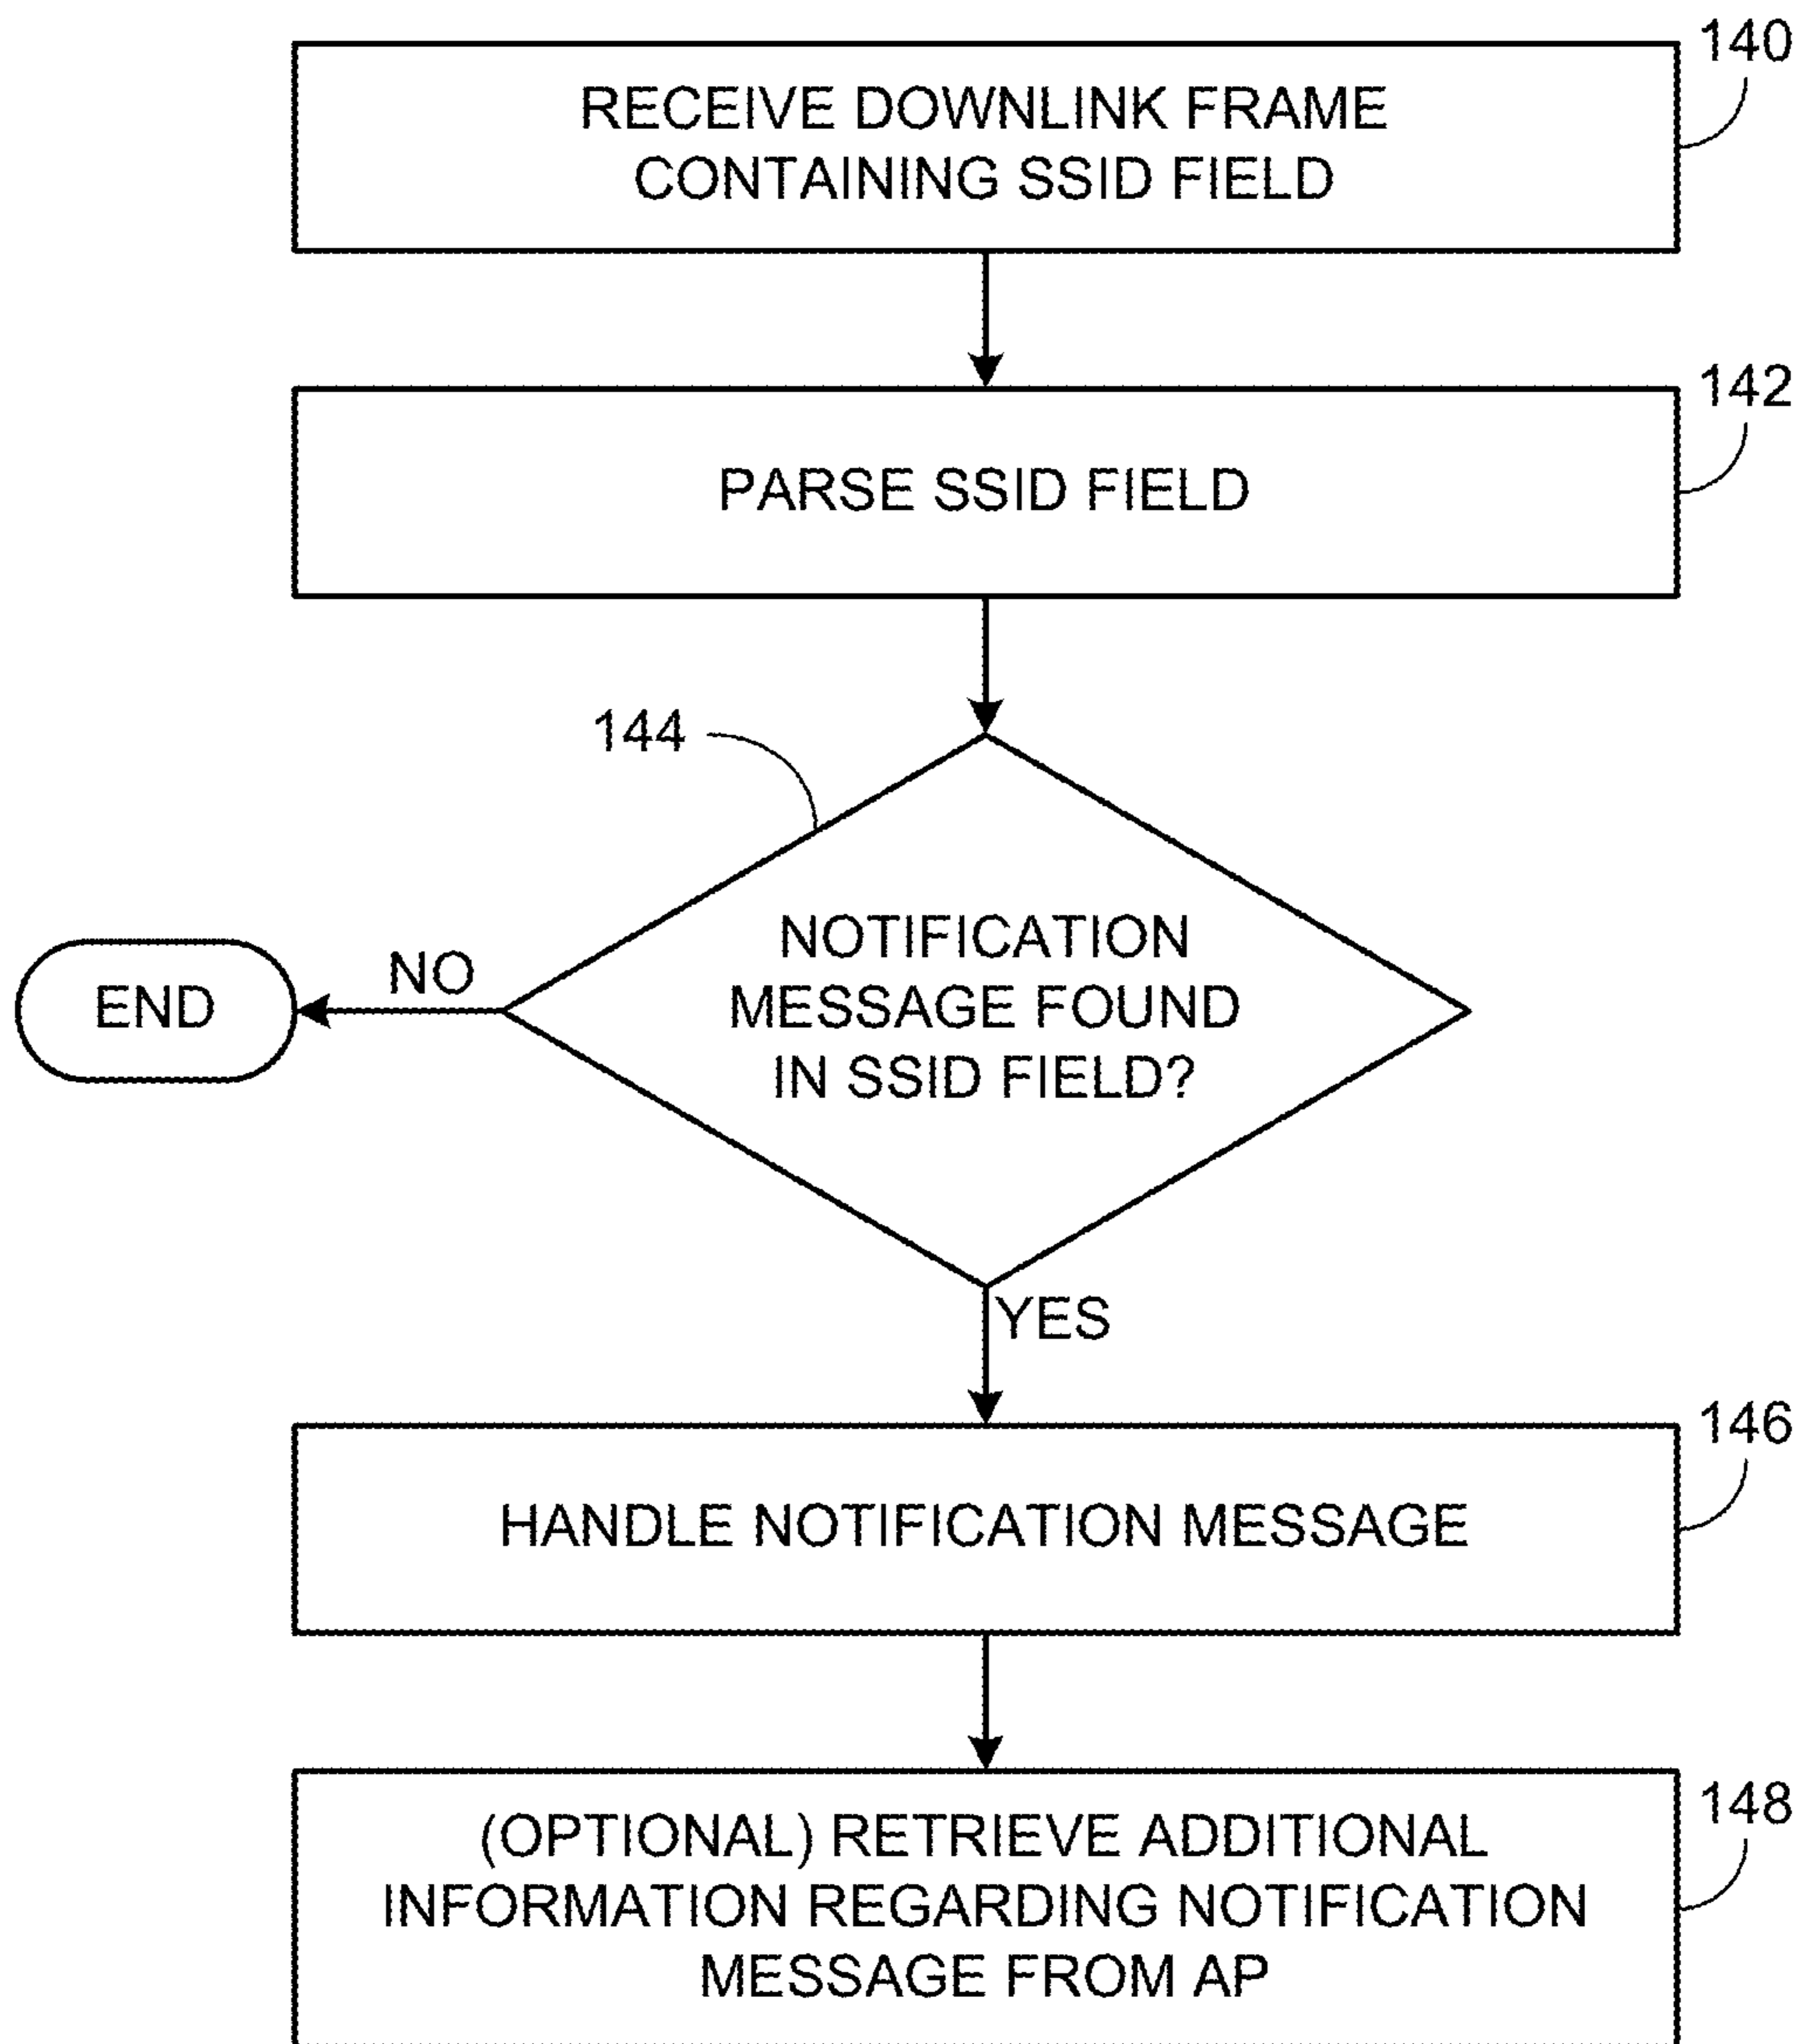 140
RECEIVE DOWNLINK FRAME
CONTAINING SSID FIELD
142
PARSE SSID FIELD
144
NOTIFICATION
MESSAGE FOUND
IN SSID FIELD?
NO
END
YES
146
HANDLE NOTIFICATION MESSAGE
148
(OPTIONAL) RETRIEVE ADDITIONAL
INFORMATION REGARDING NOTIFICATION
MESSAGE FROM AP